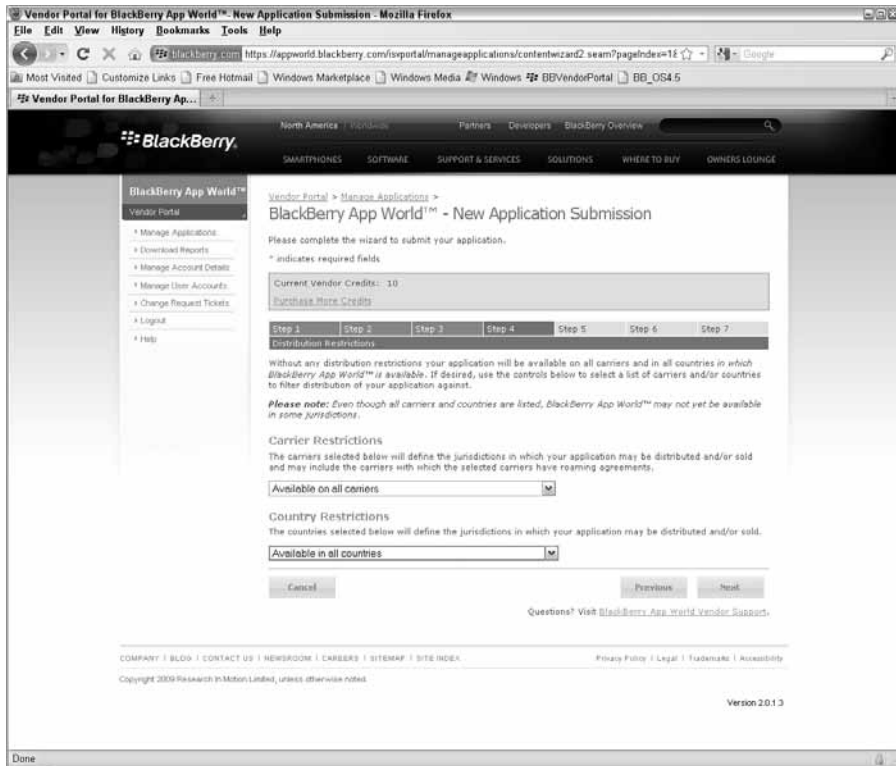 Vendor Portal for BlackBerry App World™- New Application Submission - Mozilla Firefox
File Edit View History Bookmarks Tools Help
blackberry.com https://appworld.blackberry.com/isvportal/manageapplications/contentwizard2.seam?pageIndex=18 Google
Most Visited Customize Links Free Hotmail Windows Marketplace Windows Media Windows BBVendorPortal BB_OS4.5
Vendor Portal for BlackBerry Ap...
BlackBerry.
North America | Worldwide Partners Developers BlackBerry Overview
SMARTPHONES SOFTWARE SUPPORT & SERVICES SOLUTIONS WHERE TO BUY OWNERS LOUNGE
BlackBerry App World™
Vendor Portal
Manage Applications
Download Reports
Manage Account Details
Manage User Accounts
Change Request Tickets
Logout
Help
Vendor Portal > Manage Applications >
BlackBerry App World™ - New Application Submission
Please complete the wizard to submit your application.
* indicates required fields
Current Vendor Credits: 10
Purchase More Credits
Step 1 Step 2 Step 3 Step 4 Step 5 Step 6 Step 7
Distribution Restrictions
Without any distribution restrictions your application will be available on all carriers and in all countries in which
BlackBerry App World™ is available. If desired, use the controls below to select a list of carriers and/or countries
to filter distribution of your application against.
Please note: Even though all carriers and countries are listed, BlackBerry App World™ may not yet be available
in some jurisdictions.
Carrier Restrictions
The carriers selected below will define the jurisdictions in which your application may be distributed and/or sold
and may include the carriers with which the selected carriers have roaming agreements.
Available on all carriers
Country Restrictions
The countries selected below will define the jurisdictions in which your application may be distributed and/or sold.
Available in all countries
Cancel Previous Next
Questions? Visit BlackBerry App World Vendor Support.
COMPANY | BLOG | CONTACT US | NEWSROOM | CAREERS | SITEMAP | SITE INDEX Privacy Policy | Legal | Trademarks | Accessibility
Copyright 2009 Research In Motion Limited, unless otherwise noted.
Version 2.0.1.3
Done